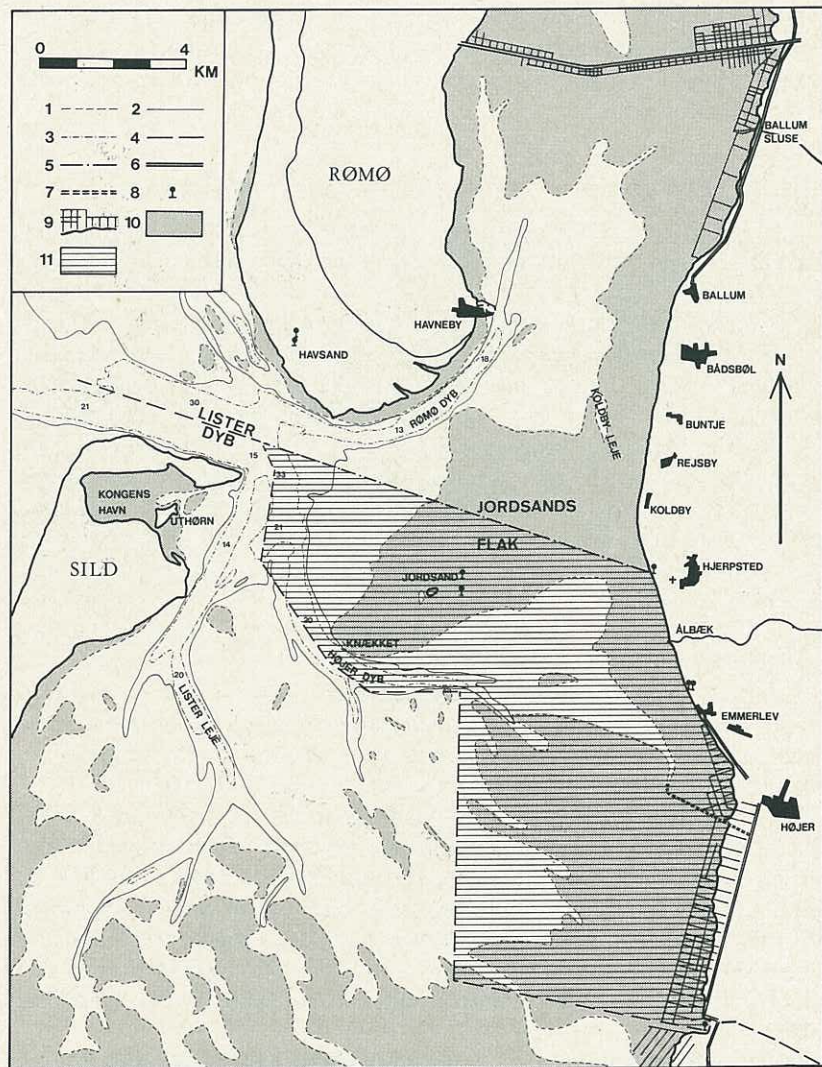 0 4
KM
1 2
3 4
5 6
7 8
9 10
11
RØMØ
BALLUM
SLUSE
BALLUM
HAVNEBY
HAVSAND
BÅDSBØL
N
18
RØMØ DYB
13
30
21
LISTER
DYB
KOLDBY LEJE
BUNTJE
REJSBY
15
33
KONGENS
HAVN
UTHØRN
JORDSANDS
FLAK
KOLDBY
21
14
SILD
JORDSAND
HJERPSTED
ÅLBÆK
KNÆKKET
HØJER DYB
20
LISTER LEJE
EMMERLEV
HØJER